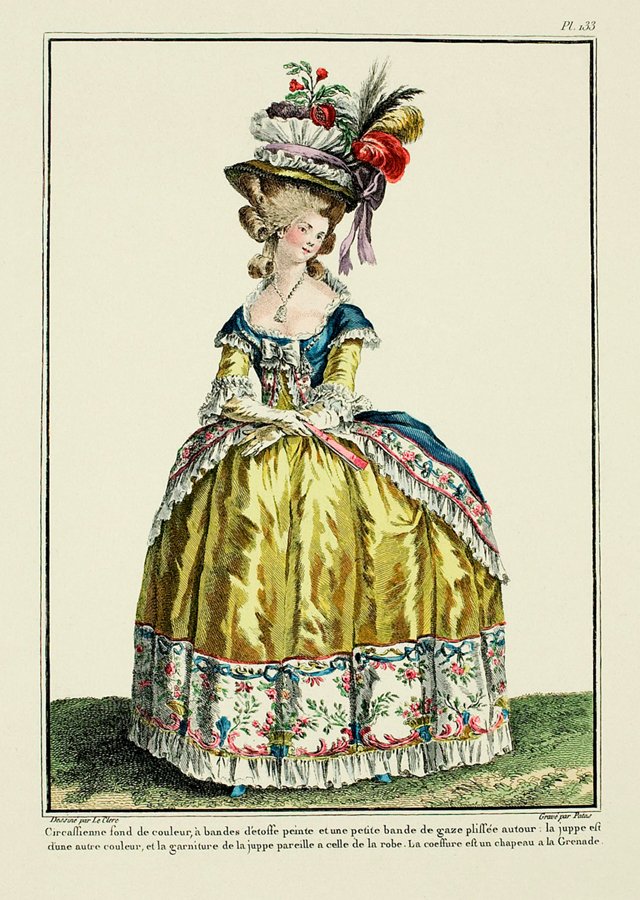 Pl. 133
Dessiné par Le Clerc
Gravé par Patas
Circaſſienne fond de couleur, à bandes d'etoffe peinte et une petite bande de gaze pliſſée autour : la juppe eſt
d'une autre couleur, et la garniture de la juppe pareille a celle de la robe. La coeffure eſt un chapeau a la Grenade.